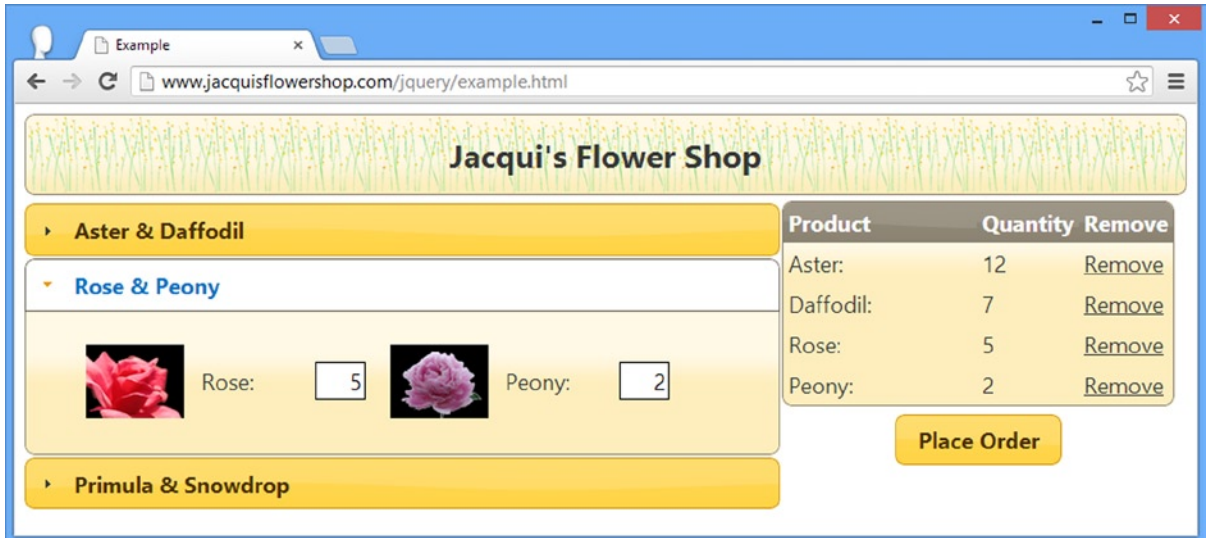 Example
www.jacquisflowershop.com/jquery/example.html
Jacqui's Flower Shop
Aster & Daffodil
Rose & Peony
Rose: 5 Peony: 2
Primula & Snowdrop
Product Quantity Remove
Aster: 12 Remove
Daffodil: 7 Remove
Rose: 5 Remove
Peony: 2 Remove
Place Order